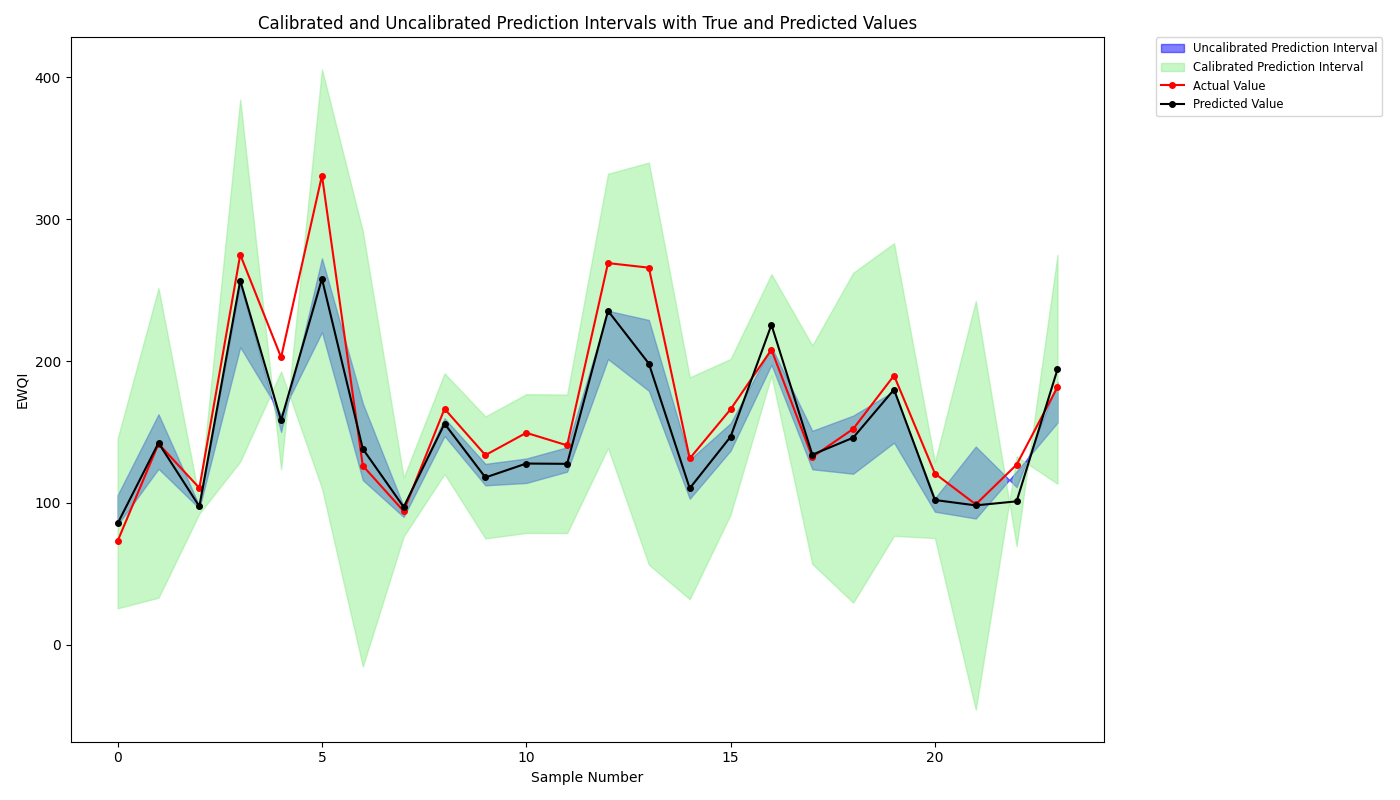 Calibrated and Uncalibrated Prediction Intervals with True and Predicted Values
Uncalibrated Prediction Interval
Calibrated Prediction Interval
Actual Value
Predicted Value
EWQI
400
300
200
100
0
0 5 10 15 20
Sample Number